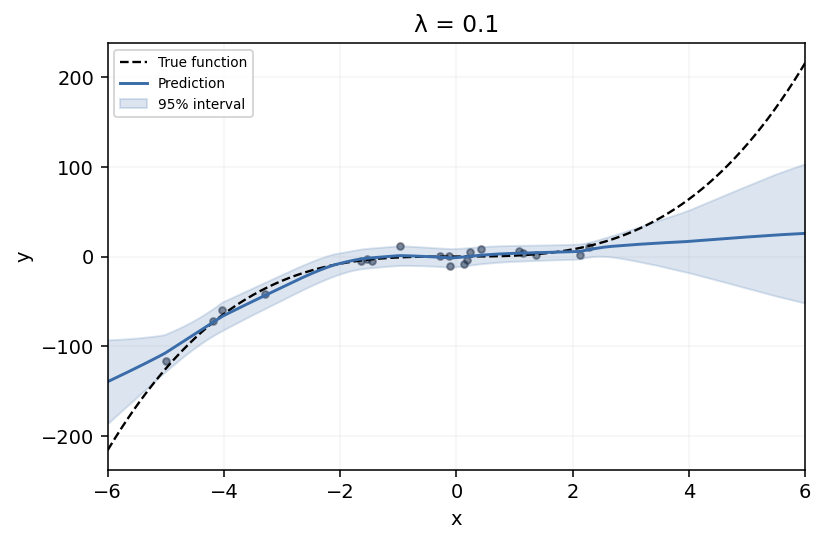 λ = 0.1
True function
Prediction
95% interval
200
100
0
−100
−200
y
−6 −4 −2 0 2 4 6
x